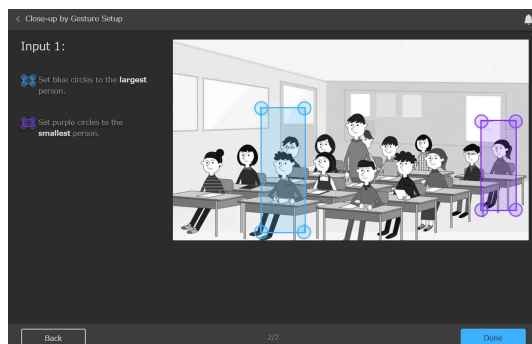 Close-up by Gesture Setup
Input 1:
Set blue circles to the largest
person.
Set purple circles to the
smallest person.
Back
2/2
Done